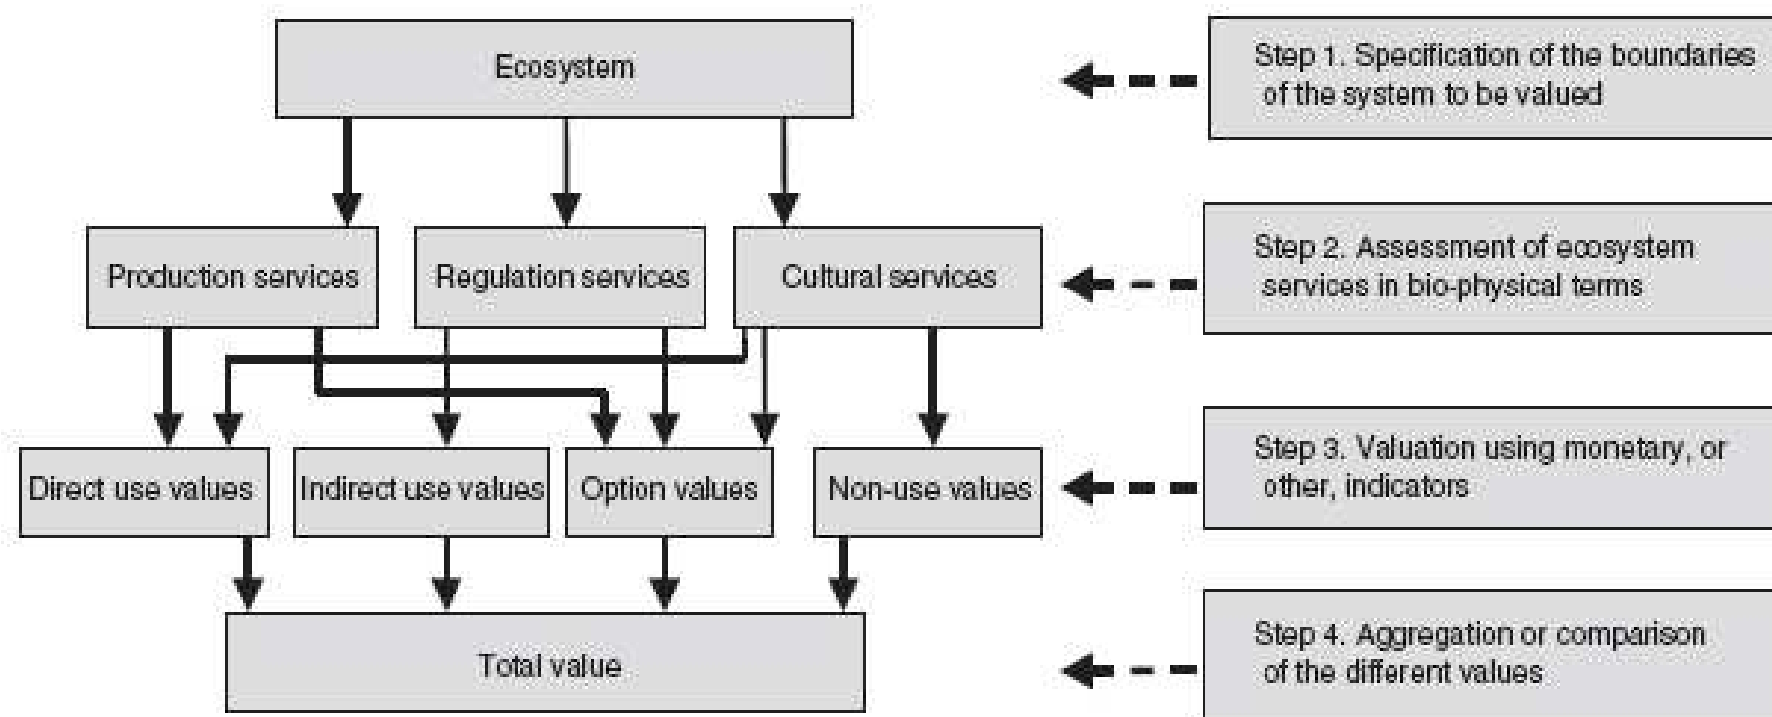 Ecosystem
Step 1. Specification of the boundaries
of the system to be valued
Production services
Regulation services
Cultural services
Step 2. Assessment of ecosystem
services in bio-physical terms
Direct use values
Indirect use values
Option values
Non-use values
Step 3. Valuation using monetary, or
other, indicators
Total value
Step 4. Aggregation or comparison
of the different values